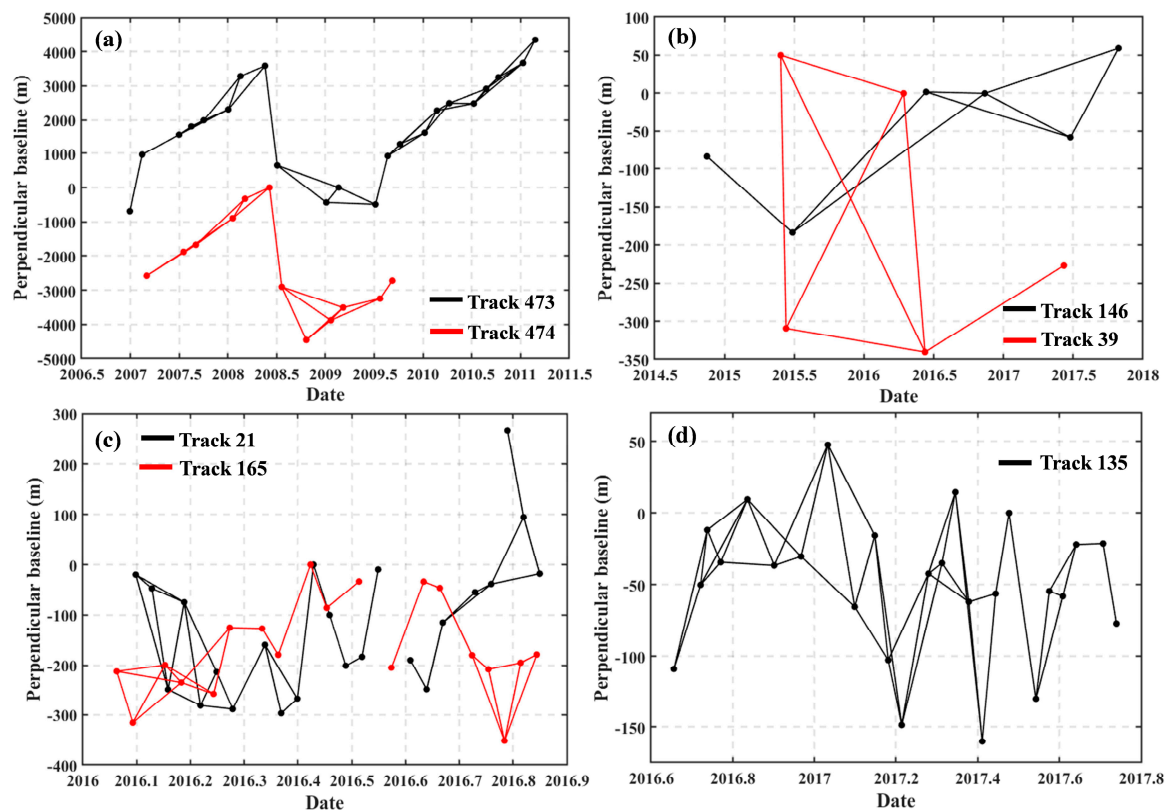 (a)
5000
4000
3000
2000
1000
0
-1000
-2000
-3000
-4000
-5000
Perpendicular baseline (m)
Track 473
Track 474
2006.5 2007 2007.5 2008 2008.5 2009 2009.5 2010 2010.5 2011 2011.5
Date
(b)
100
50
0
-50
-100
-150
-200
-250
-300
-350
Perpendicular baseline (m)
Track 146
Track 39
2014.5 2015 2015.5 2016 2016.5 2017 2017.5 2018
Date
(c)
300
200
100
0
-100
-200
-300
-400
Perpendicular baseline (m)
Track 21
Track 165
2016 2016.1 2016.2 2016.3 2016.4 2016.5 2016.6 2016.7 2016.8 2016.9
Date
(d)
50
0
-50
-100
-150
Perpendicular baseline (m)
Track 135
2016.6 2016.8 2017 2017.2 2017.4 2017.6 2017.8
Date